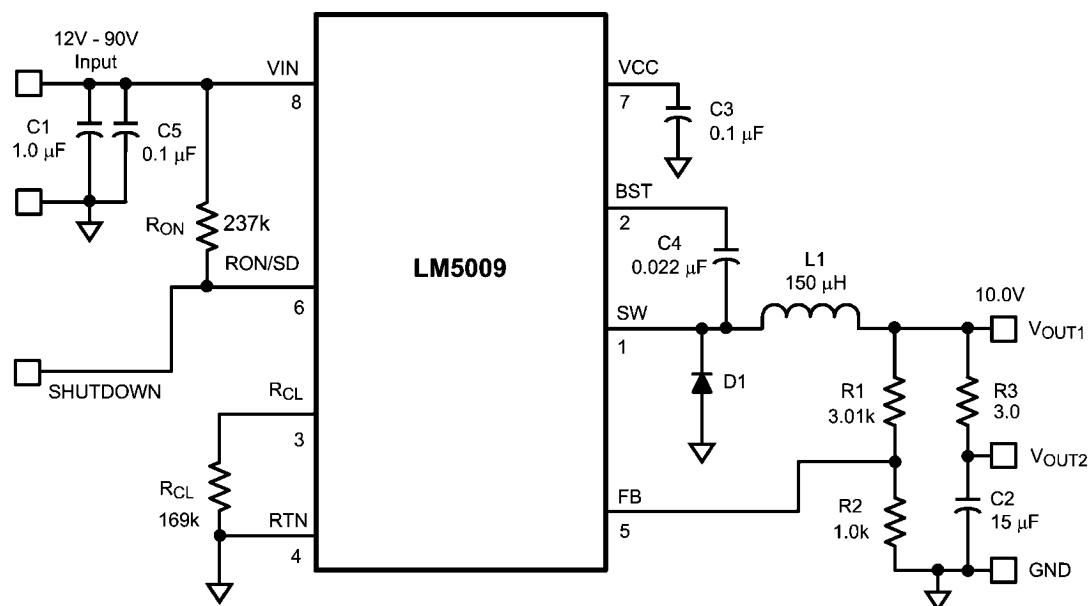 12V - 90V
Input
VIN
8
C1
1.0 μF
C5
0.1 μF
RON
237k
RON/SD
6
SHUTDOWN
RCL
3
RCL
169k
RTN
4
LM5009
VCC
7
C3
0.1 μF
BST
2
C4
0.022 μF
L1
150 μH
SW
1
D1
10.0V
VOUT1
R1
3.01k
R3
3.0
VOUT2
FB
5
R2
1.0k
C2
15 μF
GND